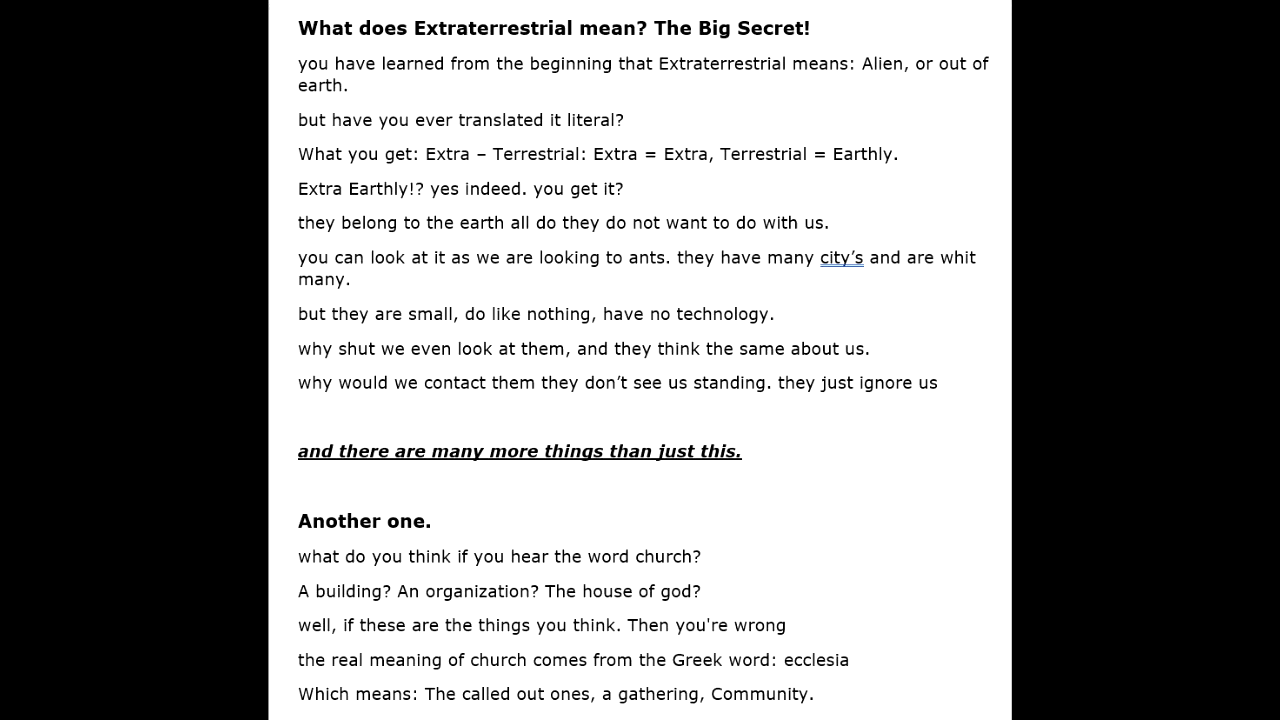 What does Extraterrestrial mean? The Big Secret!
you have learned from the beginning that Extraterrestrial means: Alien, or out of
earth.
but have you ever translated it literal?
What you get: Extra – Terrestrial: Extra = Extra, Terrestrial = Earthly.
Extra Earthly!? yes indeed. you get it?
they belong to the earth all do they do not want to do with us.
you can look at it as we are looking to ants. they have many city’s and are whit
many.
but they are small, do like nothing, have no technology.
why shut we even look at them, and they think the same about us.
why would we contact them they don’t see us standing. they just ignore us
and there are many more things than just this.
Another one.
what do you think if you hear the word church?
A building? An organization? The house of god?
well, if these are the things you think. Then you're wrong
the real meaning of church comes from the Greek word: ecclesia
Which means: The called out ones, a gathering, Community.